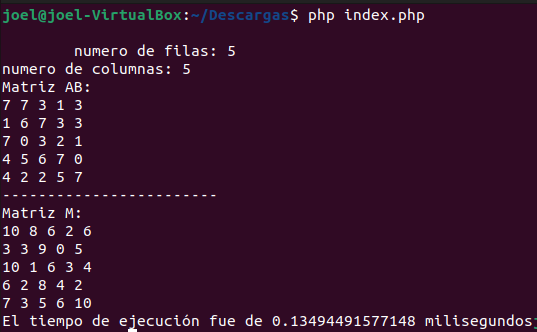 joel@joel-VirtualBox:~/Descargas$ php index.php
numero de filas: 5
numero de columnas: 5
Matriz AB:
7 7 3 1 3
1 6 7 3 3
7 0 3 2 1
4 5 6 7 0
4 2 2 5 7
------------------------
Matriz M:
10 8 6 2 6
3 3 9 0 5
10 1 6 3 4
6 2 8 4 2
7 3 5 6 10
El tiempo de ejecución fue de 0.13494491577148 milisegundosj